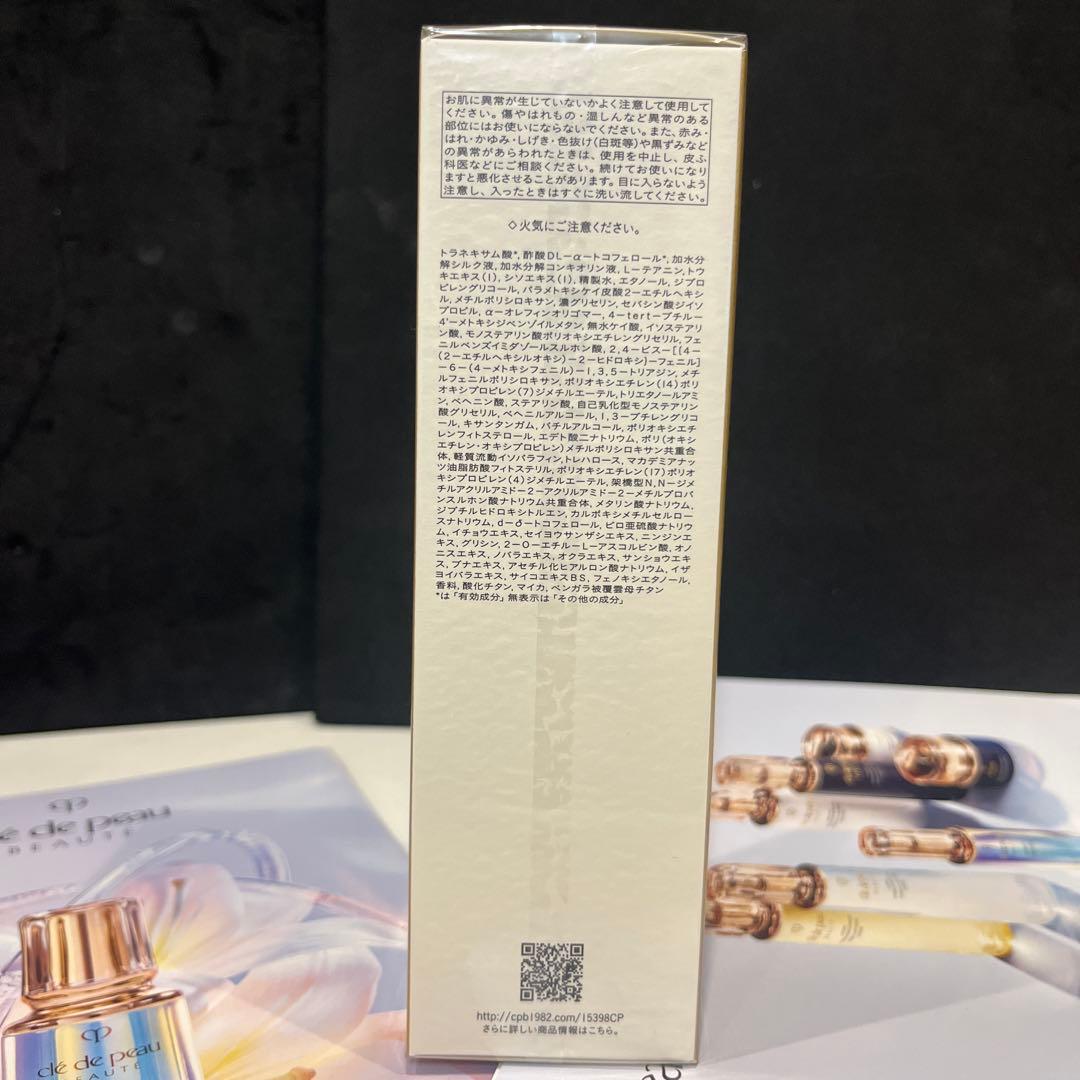 お肌に異常が生じていないかよく注意して使用して
ください。傷やはれもの・湿しんなど異常のある
部位にはお使いにならないでください。また、赤み・
はれ・かゆみ・しげき・色抜け(白斑等)や黒ずみなど
の異常があらわれたときは、使用を中止し、皮ふ
科医などにご相談ください。続けてお使いになり
ますと悪化させることがあります。目に入らないよう
注意し、入ったときはすぐに洗い流してください。
◇火気にご注意ください。
トラネキサム酸*, 酢酸DL-α-トコフェロール*, 加水分
解シルク液, 加水分解コンキオリン液, L-テアニン, トウ
キエキス(1), シソエキス(1), 精製水, エタノール, ジプロ
ピレングリコール, パラメトキシケイ皮酸2-エチルヘキシ
ル, メチルポリシロキサン, 濃グリセリン, セバシン酸ジイソ
プロピル, α-オレフィンオリゴマー, 4-tert-ブチル-
4'-メトキシジベンゾイルメタン, 無水ケイ酸, イソステアリ
ン酸, モノステアリン酸ポリオキシエチレングリセリル, フェ
ニルベンズイミダゾールスルホン酸, 2,4-ビス-[{4-
(2-エチルヘキシルオキシ)-2-ヒドロキシ}-フェニル]
-6-(4-メトキシフェニル)-1,3,5-トリアジン, メチ
ルフェニルポリシロキサン, ポリオキシエチレン(14)ポリ
オキシプロピレン(7)ジメチルエーテル, トリエタノールアミ
ン, ベヘニン酸, ステアリン酸, 自己乳化型モノステアリン
酸グリセリル, ベヘニルアルコール, 1,3-ブチレングリコ
ール, キサンタンガム, バチルアルコール, ポリオキシエチ
レンフィトステロール, エデト酸二ナトリウム, ポリ(オキシ
エチレン・オキシプロピレン)メチルポリシロキサン共重合
体, 軽質流動イソパラフィン, トレハロース, マカデミアナッ
ツ油脂肪酸フィトステリル, ポリオキシエチレン(17)ポリオ
キシプロピレン(4)ジメチルエーテル, 架橋型N,N-ジメ
チルアクリルアミド-2-アクリルアミド-2-メチルプロパ
ンスルホン酸ナトリウム共重合体, メタリン酸ナトリウム,
ジブチルヒドロキシトルエン, カルボキシメチルセルロー
スナトリウム, d-δ-トコフェロール, ピロ亜硫酸ナトリウ
ム, イチョウエキス, セイヨウサンザシエキス, ニンジンエ
キス, グリシン, 2-O-エチル-L-アスコルビン酸, オノ
ニスエキス, ノバラエキス, オクラエキス, サンショウエキ
ス, ブナエキス, アセチル化ヒアルロン酸ナトリウム, イザ
ヨイバラエキス, サイコエキスBS, フェノキシエタノール,
香料, 酸化チタン, マイカ, ベンガラ被覆雲母チタン
*は「有効成分」無表示は「その他の成分」
http://cpb1982.com/15398CP
さらに詳しい商品情報はこちら。
clé de peau
BEAUTÉ
clé de peau
BEAUTÉ